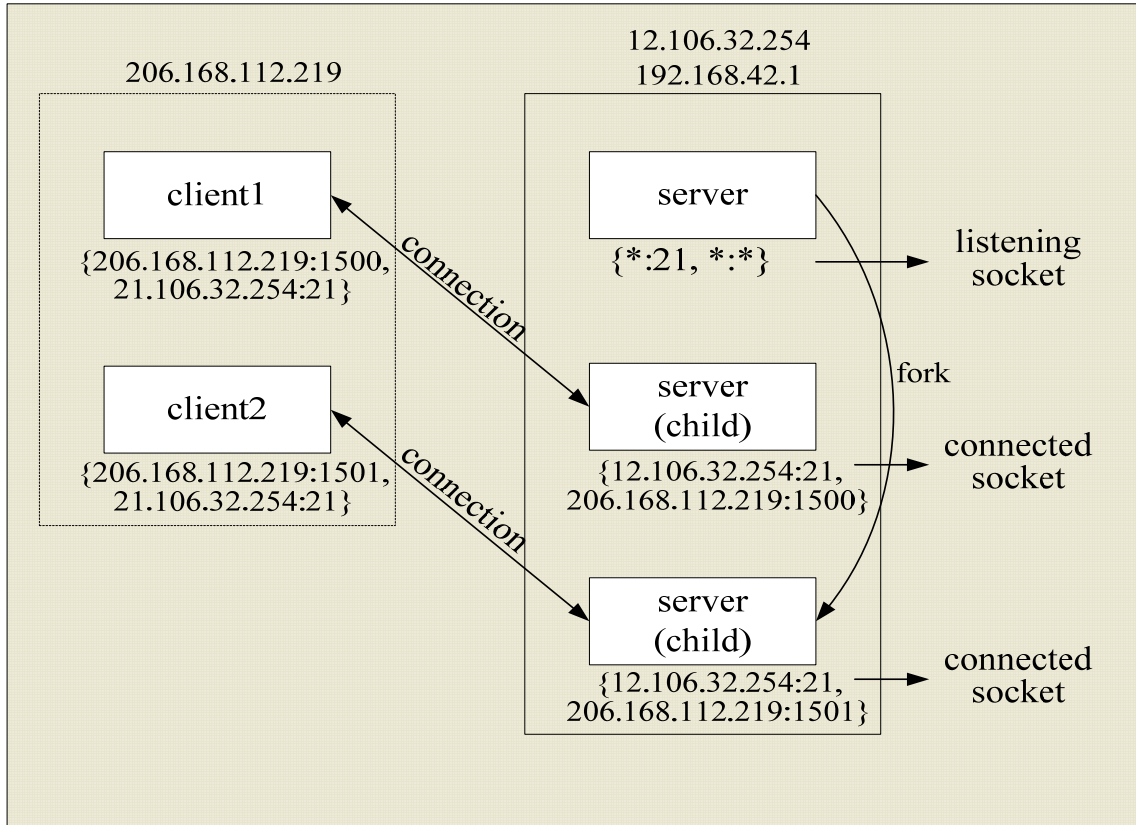 206.168.112.219
client1
{206.168.112.219:1500,
21.106.32.254:21}
client2
{206.168.112.219:1501,
21.106.32.254:21}
connection
connection
12.106.32.254
192.168.42.1
server
{*:21, *:*}
listening
socket
fork
server
(child)
{12.106.32.254:21,
206.168.112.219:1500}
connected
socket
server
(child)
{12.106.32.254:21,
206.168.112.219:1501}
connected
socket